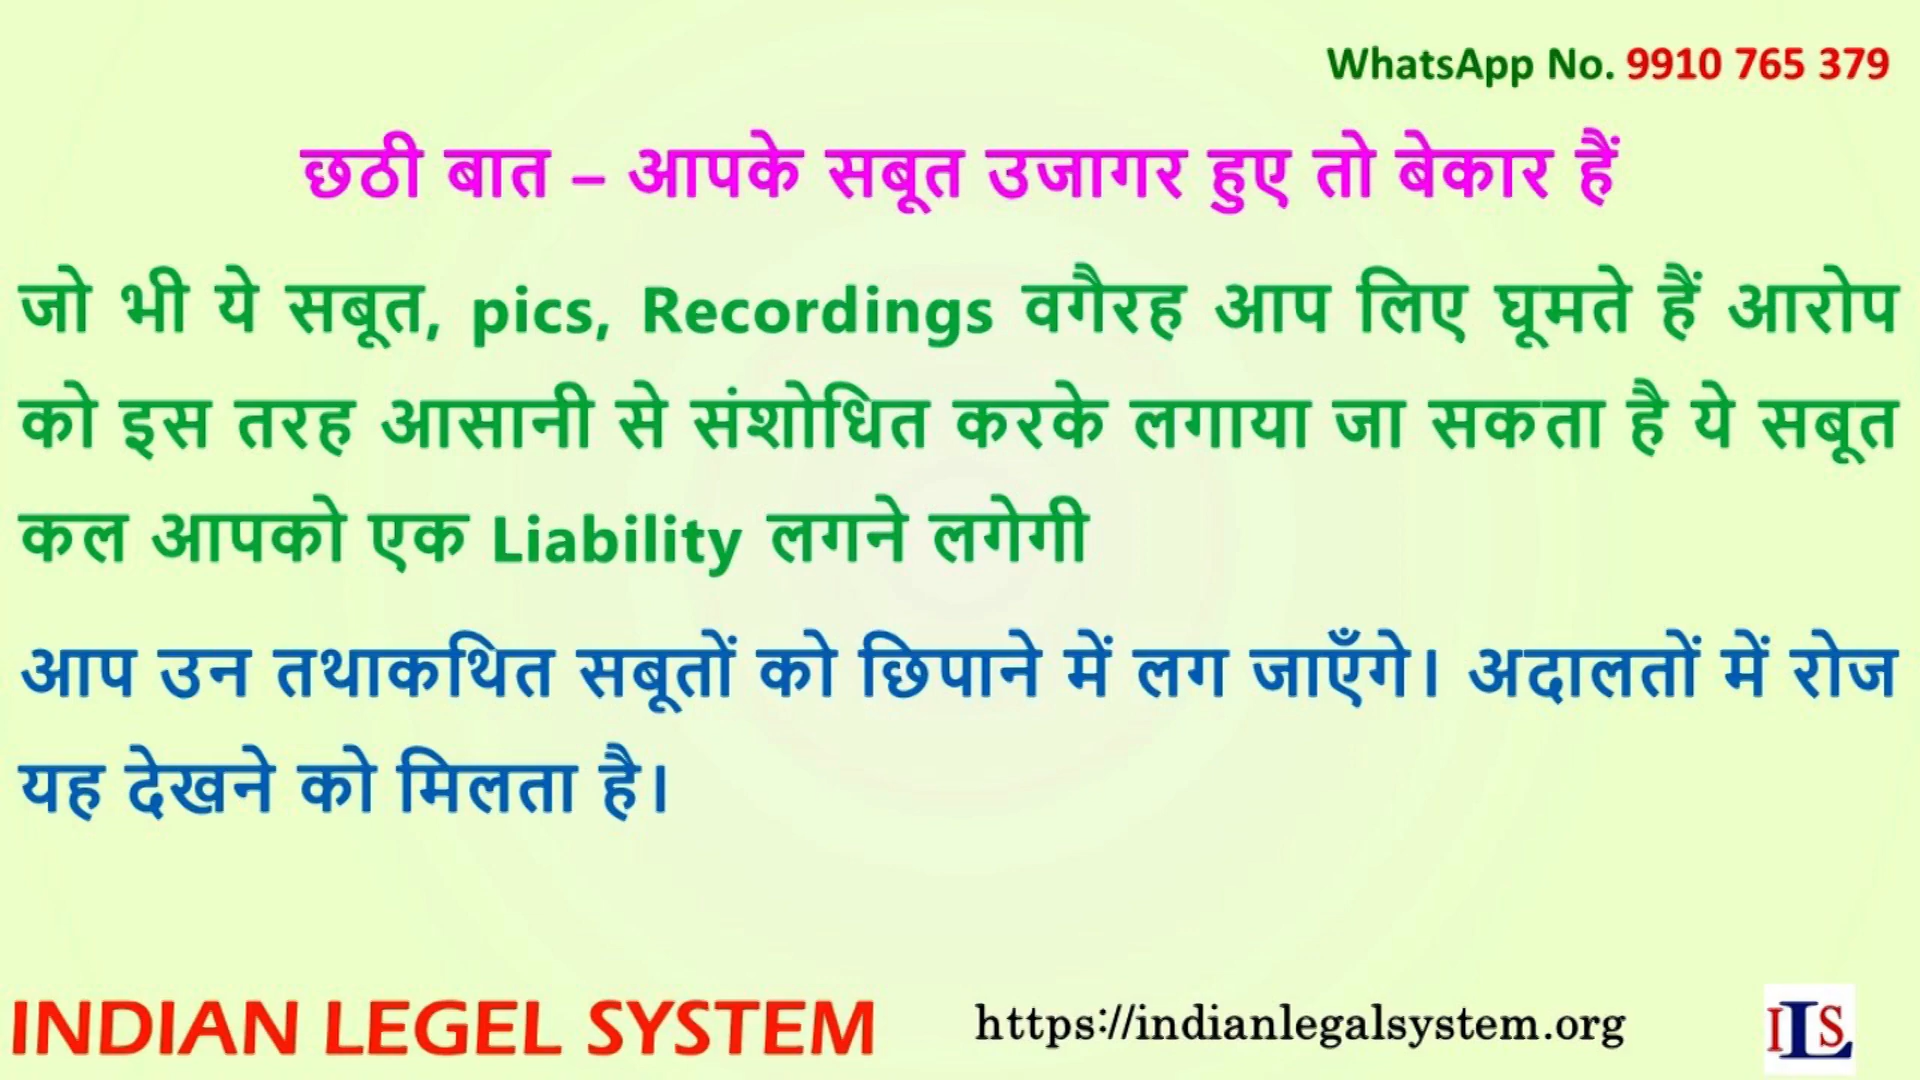 WhatsApp No. 9910 765 379
छठी बात – आपके सबूत उजागर हुए तो बेकार हैं
जो भी ये सबूत, pics, Recordings वगैरह आप लिए घूमते हैं आरोप
को इस तरह आसानी से संशोधित करके लगाया जा सकता है ये सबूत
कल आपको एक Liability लगने लगेगी
आप उन तथाकथित सबूतों को छिपाने में लग जाएँगे। अदालतों में रोज
यह देखने को मिलता है।
INDIAN LEGEL SYSTEM
https://indianlegalsystem.org
ILS